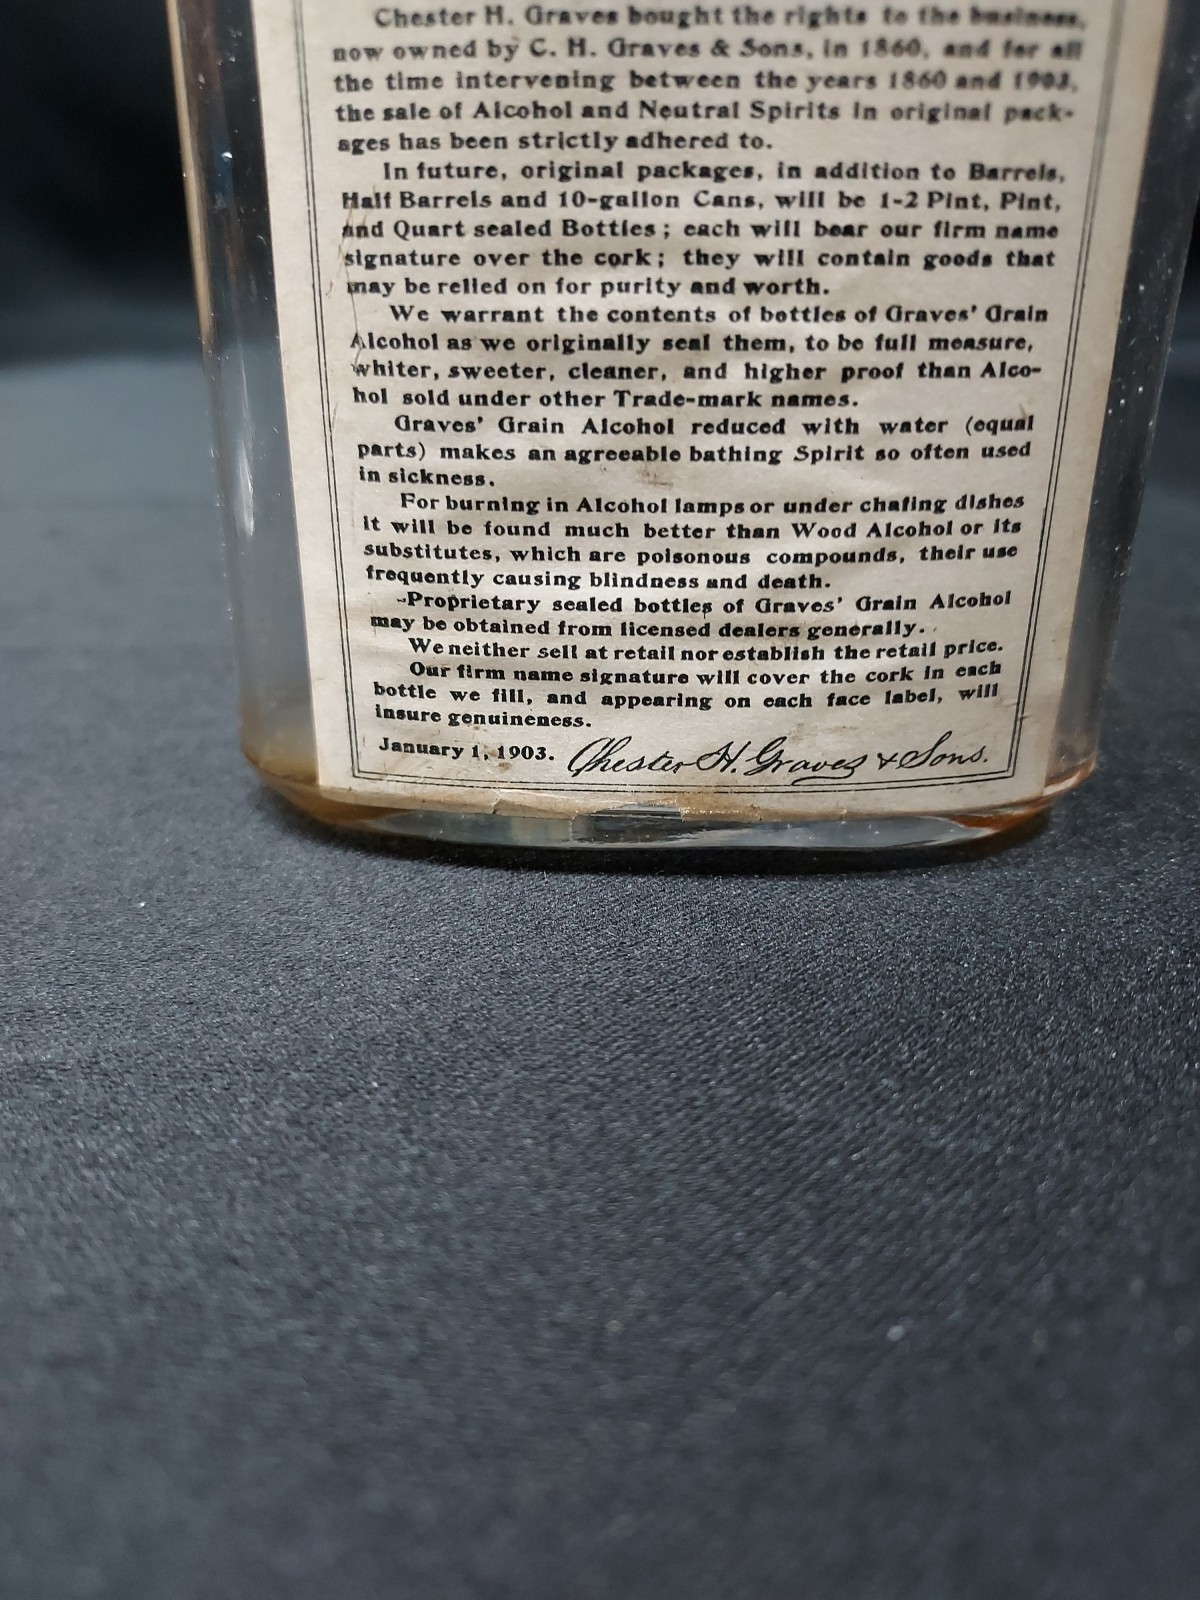 Chester H. Graves bought the rights to the business,
now owned by C. H. Graves & Sons, in 1860, and for all
the time intervening between the years 1860 and 1903,
the sale of Alcohol and Neutral Spirits in original pack-
ages has been strictly adhered to.
In future, original packages, in addition to Barrels,
Half Barrels and 10-gallon Cans, will be 1-2 Pint, Pint,
and Quart sealed Bottles; each will bear our firm name
signature over the cork; they will contain goods that
may be relied on for purity and worth.
We warrant the contents of bottles of Graves' Grain
Alcohol as we originally seal them, to be full measure,
whiter, sweeter, cleaner, and higher proof than Alco-
hol sold under other Trade-mark names.
Graves' Grain Alcohol reduced with water (equal
parts) makes an agreeable bathing Spirit so often used
in sickness.
For burning in Alcohol lamps or under chafing dishes
it will be found much better than Wood Alcohol or its
substitutes, which are poisonous compounds, their use
frequently causing blindness and death.
Proprietary sealed bottles of Graves' Grain Alcohol
may be obtained from licensed dealers generally.
We neither sell at retail nor establish the retail price.
Our firm name signature will cover the cork in each
bottle we fill, and appearing on each face label, will
insure genuineness.
January 1, 1903. Chester H. Graves & Sons.